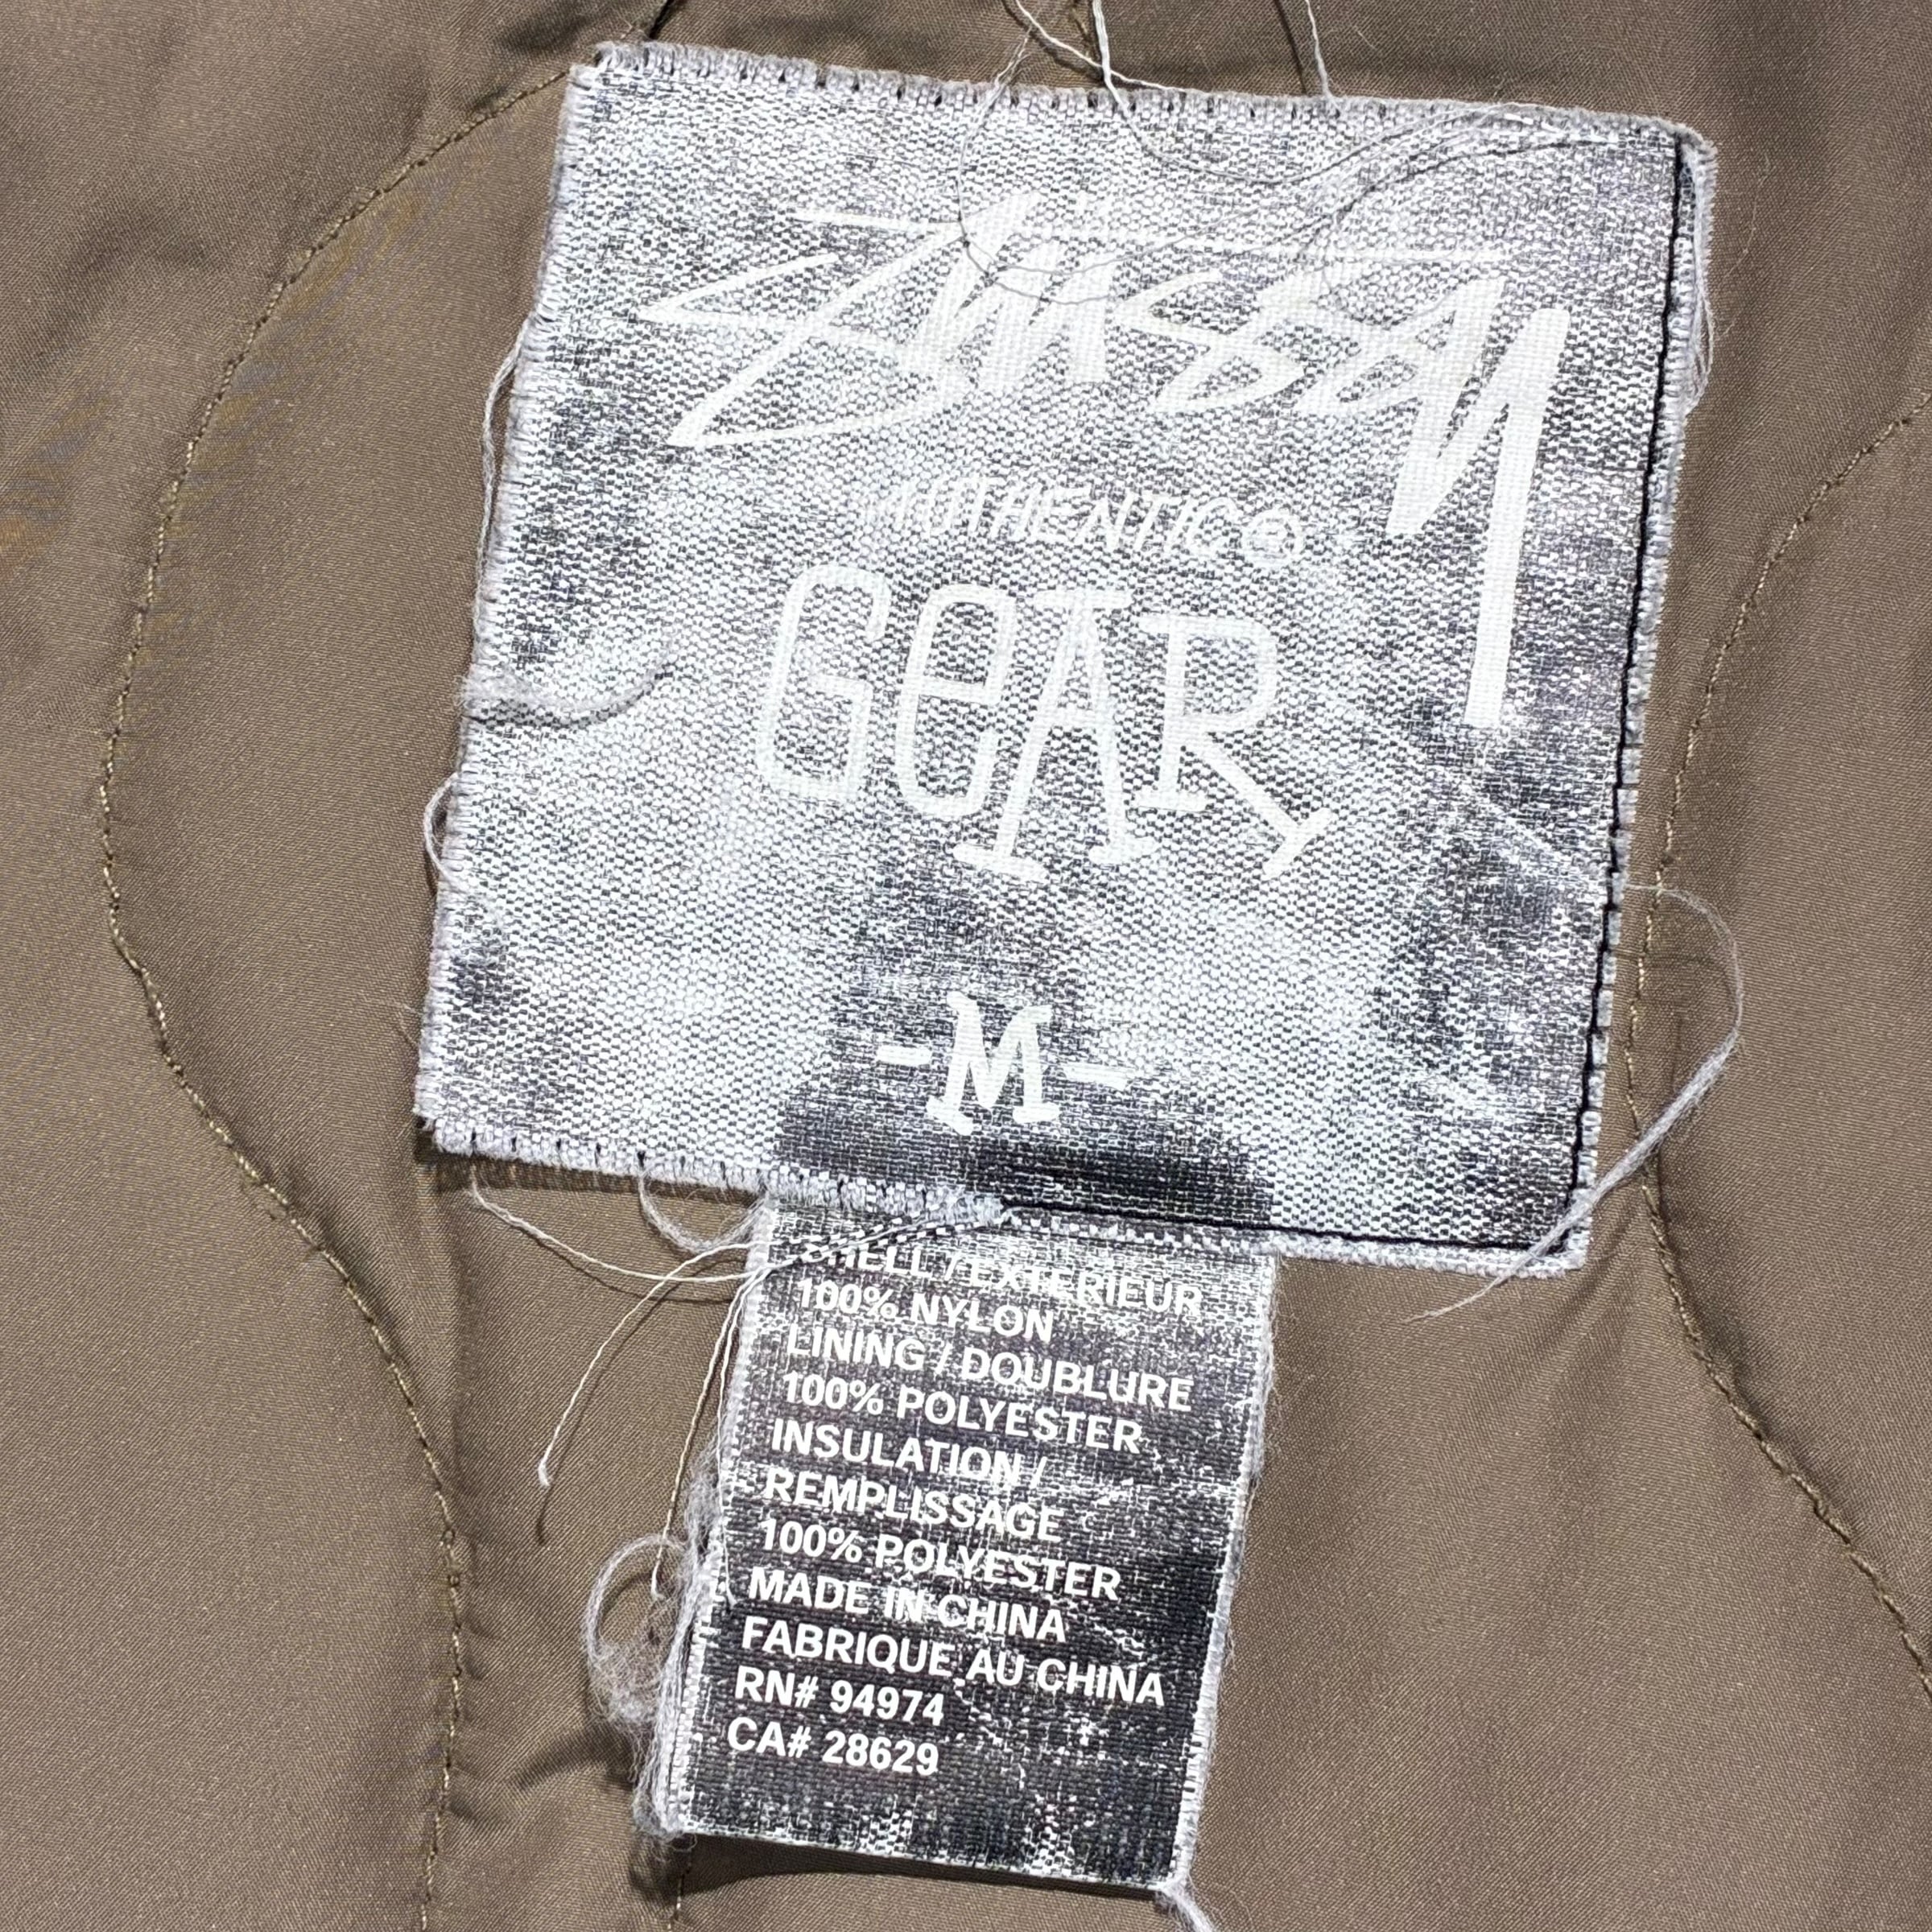 Stüssy
AUTHENTIC®
GeAR
-M-
SHELL / EXTERIEUR
100% NYLON
LINING / DOUBLURE
100% POLYESTER
INSULATION /
REMPLISSAGE
100% POLYESTER
MADE IN CHINA
FABRIQUE AU CHINA
RN# 94974
CA# 28629